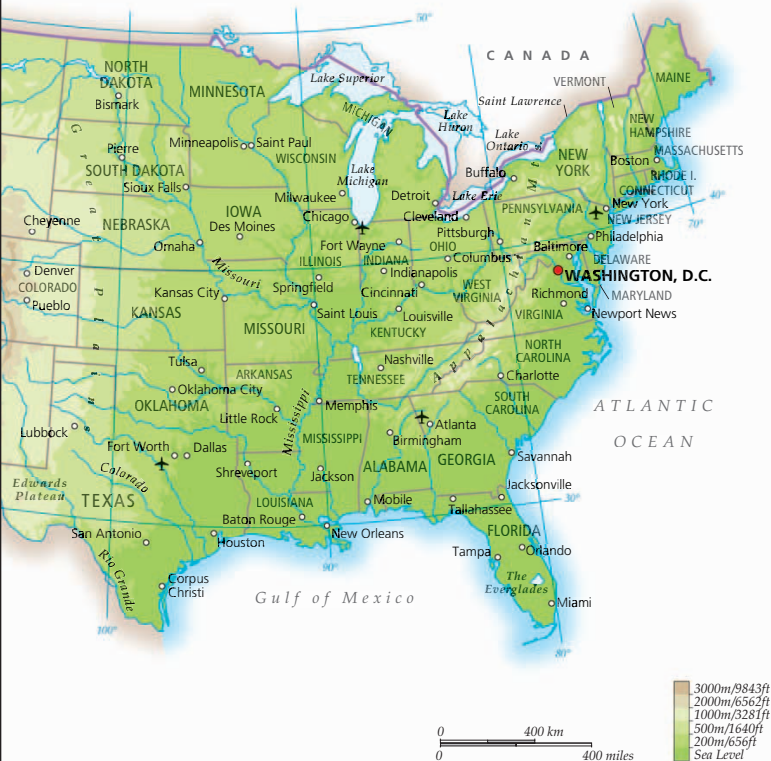 50°
CANADA
NORTH
DAKOTA
Bismark
MINNESOTA
Lake Superior
VERMONT
MAINE
Saint Lawrence
MICHIGAN
Lake
Huron
NEW
HAMPSHIRE
Great Plains
Pierre
Minneapolis
Saint Paul
WISCONSIN
Lake
Ontario
MASSACHUSETTS
Boston
NEW
YORK
SOUTH DAKOTA
Lake
Michigan
Buffalo
RHODE I.
Sioux Falls
CONNECTICUT
Milwaukee
Detroit
Lake Erie
40°
Cheyenne
NEBRASKA
IOWA
Chicago
Cleveland
PENNSYLVANIA
New York
NEW JERSEY
70°
Des Moines
Pittsburgh
Philadelphia
Omaha
Fort Wayne
OHIO
Baltimore
Missouri
ILLINOIS
INDIANA
Columbus
DELAWARE
Denver
Indianapolis
WASHINGTON, D.C.
COLORADO
Kansas City
Springfield
Cincinnati
WEST
VIRGINIA
Richmond
MARYLAND
Pueblo
KANSAS
Saint Louis
Louisville
VIRGINIA
Newport News
MISSOURI
KENTUCKY
Appalachian Mts
NORTH
CAROLINA
Tulsa
Nashville
ARKANSAS
TENNESSEE
Charlotte
Oklahoma City
OKLAHOMA
Mississippi
Memphis
SOUTH
CAROLINA
ATLANTIC
OCEAN
Little Rock
Atlanta
Lubbock
Fort Worth
Dallas
MISSISSIPPI
Birmingham
Colorado
Shreveport
Jackson
ALABAMA
GEORGIA
Savannah
Edwards
Plateau
Jacksonville
TEXAS
LOUISIANA
Mobile
30°
Baton Rouge
Tallahassee
San Antonio
Houston
New Orleans
FLORIDA
Tampa
Orlando
Rio Grande
90°
Corpus
Christi
The
Everglades
Gulf of Mexico
Miami
100°
80°
3000m/9843ft
2000m/6562ft
1000m/3281ft
500m/1640ft
200m/656ft
Sea Level
0 400 km
0 400 miles